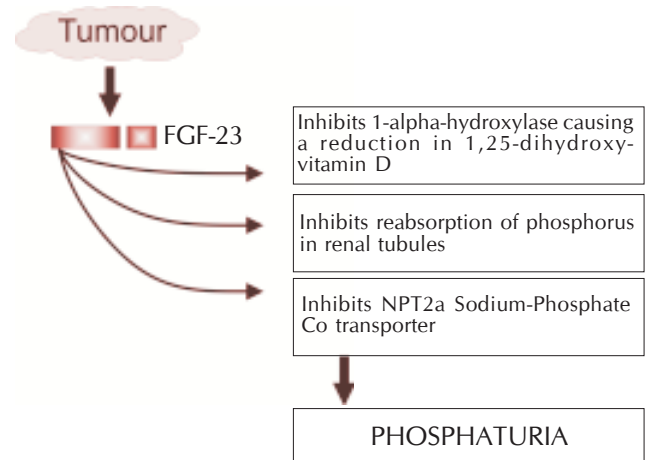 Tumour
FGF-23
Inhibits 1-alpha-hydroxylase causing
a reduction in 1,25-dihydroxy-
vitamin D
Inhibits reabsorption of phosphorus
in renal tubules
Inhibits NPT2a Sodium-Phosphate
Co transporter
PHOSPHATURIA